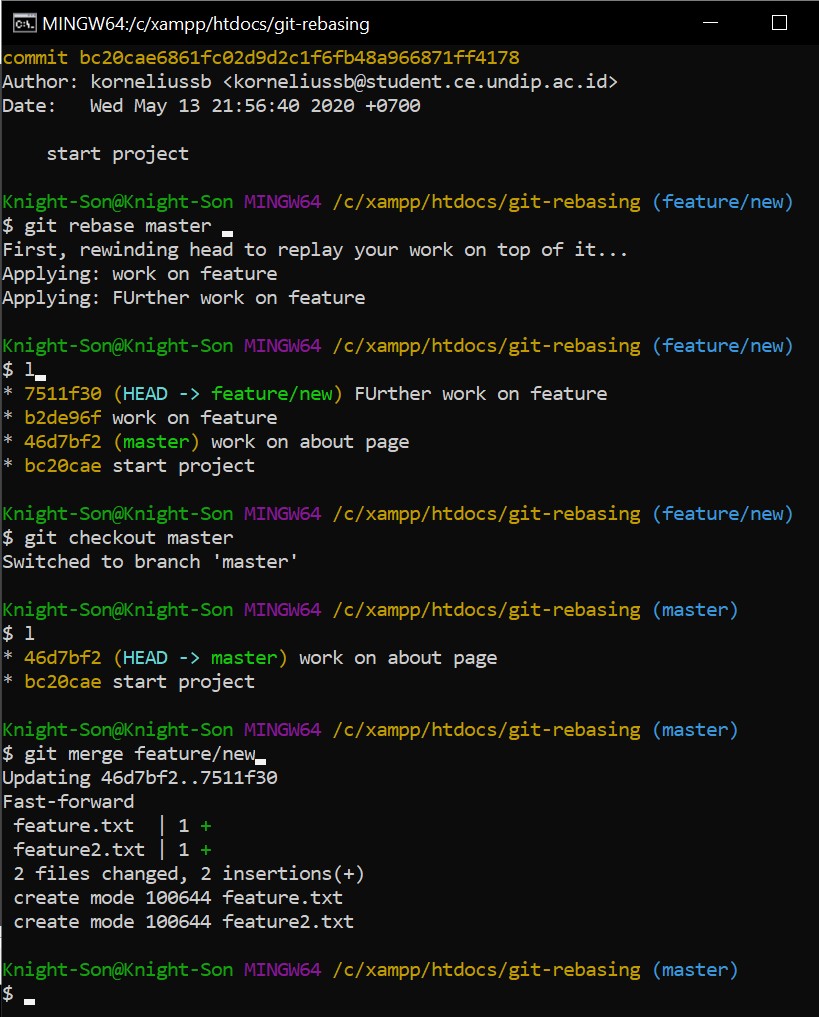 MINGW64:/c/xampp/htdocs/git-rebasing
commit bc20cae6861fc02d9d2c1f6fb48a966871ff4178
Author: korneliussb <korneliussb@student.ce.undip.ac.id>
Date:   Wed May 13 21:56:40 2020 +0700
    start project
Knight-Son@Knight-Son MINGW64 /c/xampp/htdocs/git-rebasing (feature/new)
$ git rebase master
First, rewinding head to replay your work on top of it...
Applying: work on feature
Applying: FUrther work on feature
Knight-Son@Knight-Son MINGW64 /c/xampp/htdocs/git-rebasing (feature/new)
$ l
* 7511f30 (HEAD -> feature/new) FUrther work on feature
* b2de96f work on feature
* 46d7bf2 (master) work on about page
* bc20cae start project
Knight-Son@Knight-Son MINGW64 /c/xampp/htdocs/git-rebasing (feature/new)
$ git checkout master
Switched to branch 'master'
Knight-Son@Knight-Son MINGW64 /c/xampp/htdocs/git-rebasing (master)
$ l
* 46d7bf2 (HEAD -> master) work on about page
* bc20cae start project
Knight-Son@Knight-Son MINGW64 /c/xampp/htdocs/git-rebasing (master)
$ git merge feature/new
Updating 46d7bf2..7511f30
Fast-forward
 feature.txt  | 1 +
 feature2.txt | 1 +
 2 files changed, 2 insertions(+)
 create mode 100644 feature.txt
 create mode 100644 feature2.txt
Knight-Son@Knight-Son MINGW64 /c/xampp/htdocs/git-rebasing (master)
$